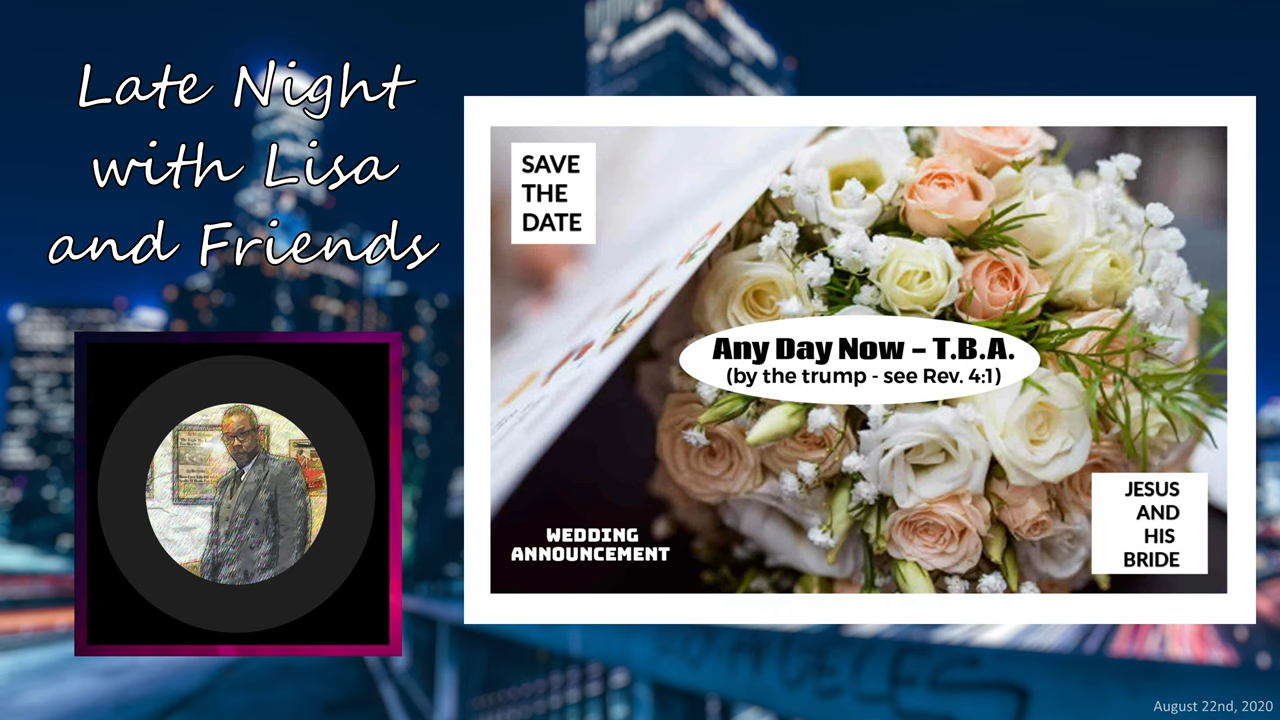 Late Night
with Lisa
and Friends
SAVE
THE
DATE
Any Day Now – T.B.A.
(by the trump - see Rev. 4:1)
WEDDING
ANNOUNCEMENT
JESUS
AND
HIS
BRIDE
August 22nd, 2020